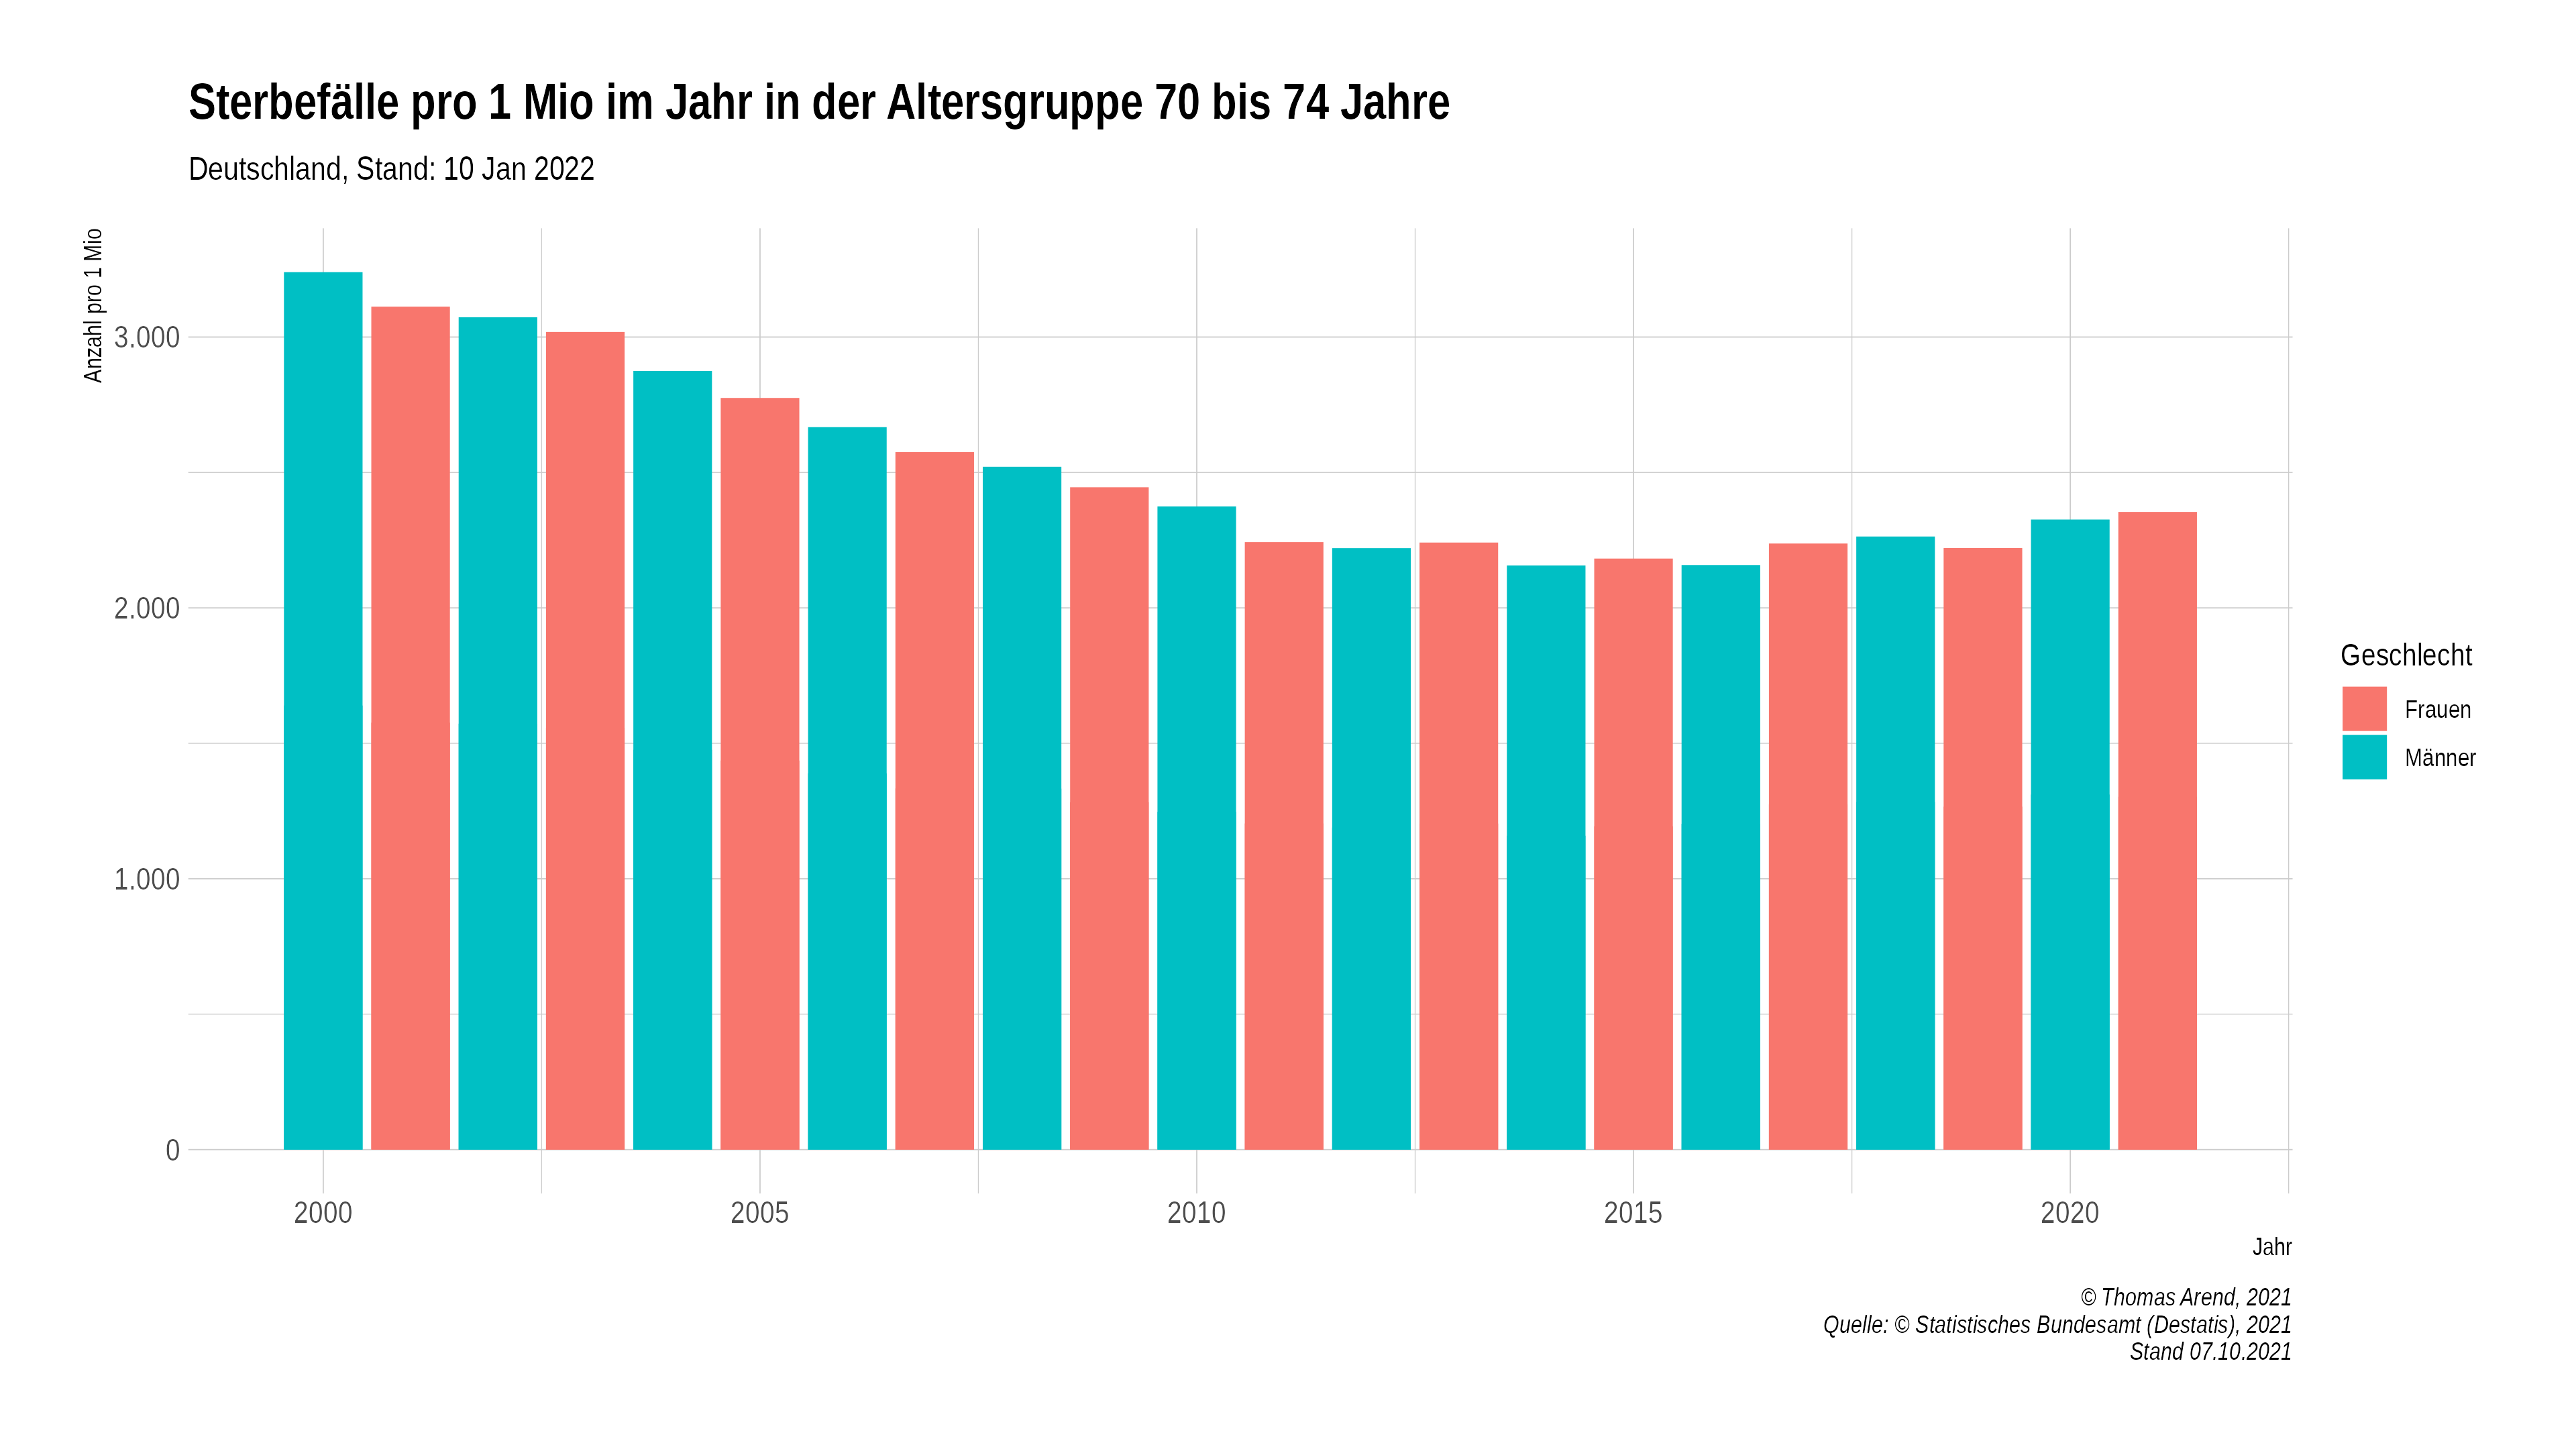 Sterbefälle pro 1 Mio im Jahr in der Altersgruppe 70 bis 74 Jahre
Deutschland, Stand: 10 Jan 2022
Anzahl pro 1 Mio
3.000
2.000
1.000
0
2000
2005
2010
2015
2020
Jahr
Geschlecht
Frauen
Männer
© Thomas Arend, 2021
Quelle: © Statistisches Bundesamt (Destatis), 2021
Stand 07.10.2021